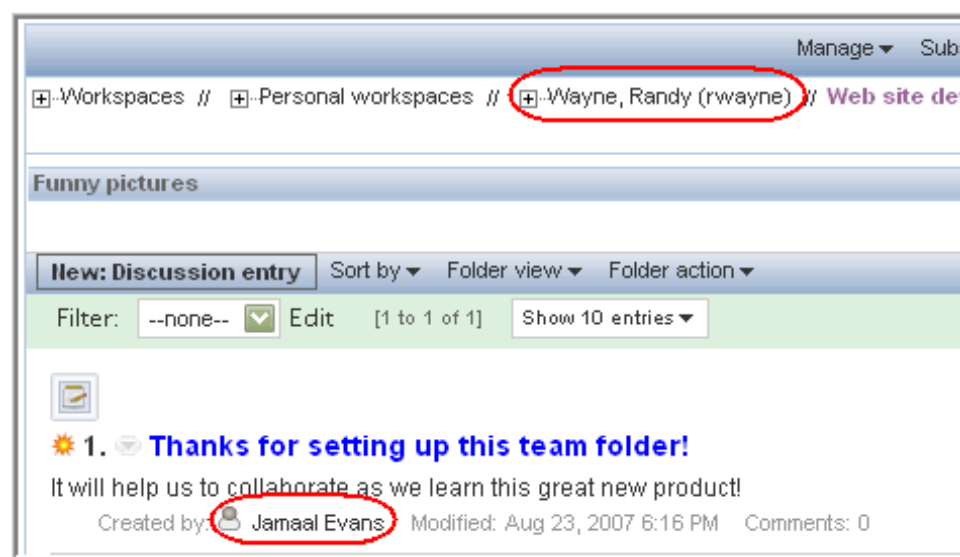 Manage Subs
Workspaces // Personal workspaces // Wayne, Randy (rwayne) // Web site de
Funny pictures
New: Discussion entry Sort by Folder view Folder action
Filter: --none-- Edit [1 to 1 of 1] Show 10 entries
1. Thanks for setting up this team folder!
It will help us to collaborate as we learn this great new product!
Created by: Jamaal Evans Modified: Aug 23, 2007 6:16 PM Comments: 0